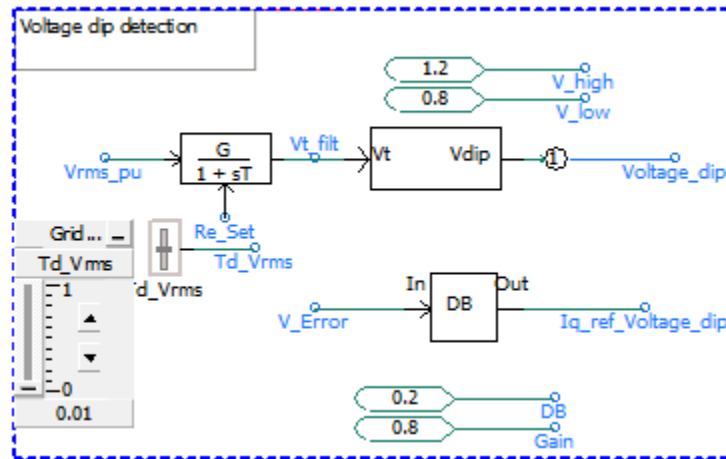 Voltage dip detection
1.2
V_high
0.8
V_low
Vrms_pu
G
1 + sT
Vt_filt
Vt
Vdip
1
Voltage_dip
Re_Set
Grid...
Td_Vrms
Td_Vrms
d_Vrms
1
0
0.01
V_Error
In
DB
Out
Iq_ref_Voltage_dip
0.2
DB
0.8
Gain